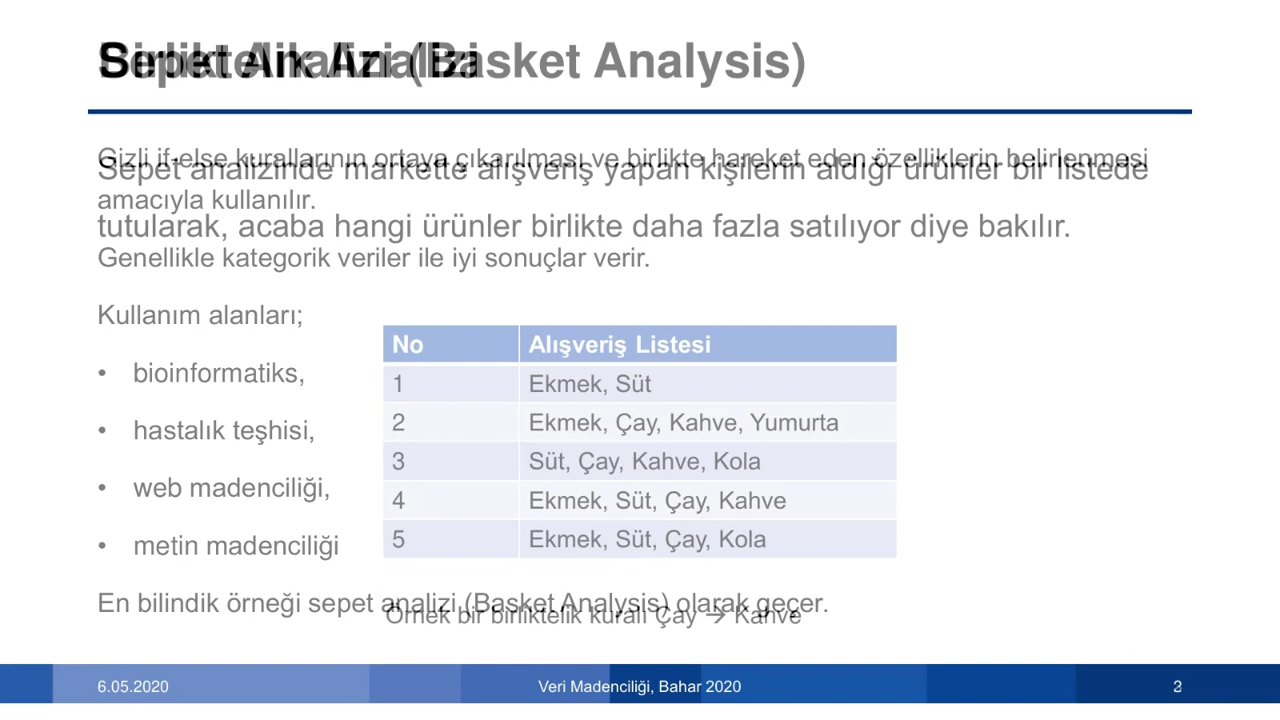 Sepet Analizi (Basket Analysis)
Birliktelik Analizi
Gizli if-else kurallarının ortaya çıkarılması ve birlikte hareket eden özelliklerin belirlenmesi
Sepet analizinde markette alışveriş yapan kişilerin aldığı ürünler bir listede
amacıyla kullanılır.
tutularak, acaba hangi ürünler birlikte daha fazla satılıyor diye bakılır.
Genellikle kategorik veriler ile iyi sonuçlar verir.
Kullanım alanları;
• bioinformatiks,
• hastalık teşhisi,
• web madenciliği,
• metin madenciliği
No Alışveriş Listesi
1 Ekmek, Süt
2 Ekmek, Çay, Kahve, Yumurta
3 Süt, Çay, Kahve, Kola
4 Ekmek, Süt, Çay, Kahve
5 Ekmek, Süt, Çay, Kola
En bilindik örneği sepet analizi (Basket Analysis) olarak geçer.
Örnek bir birliktelik kuralı Çay → Kahve
6.05.2020 Veri Madenciliği, Bahar 2020